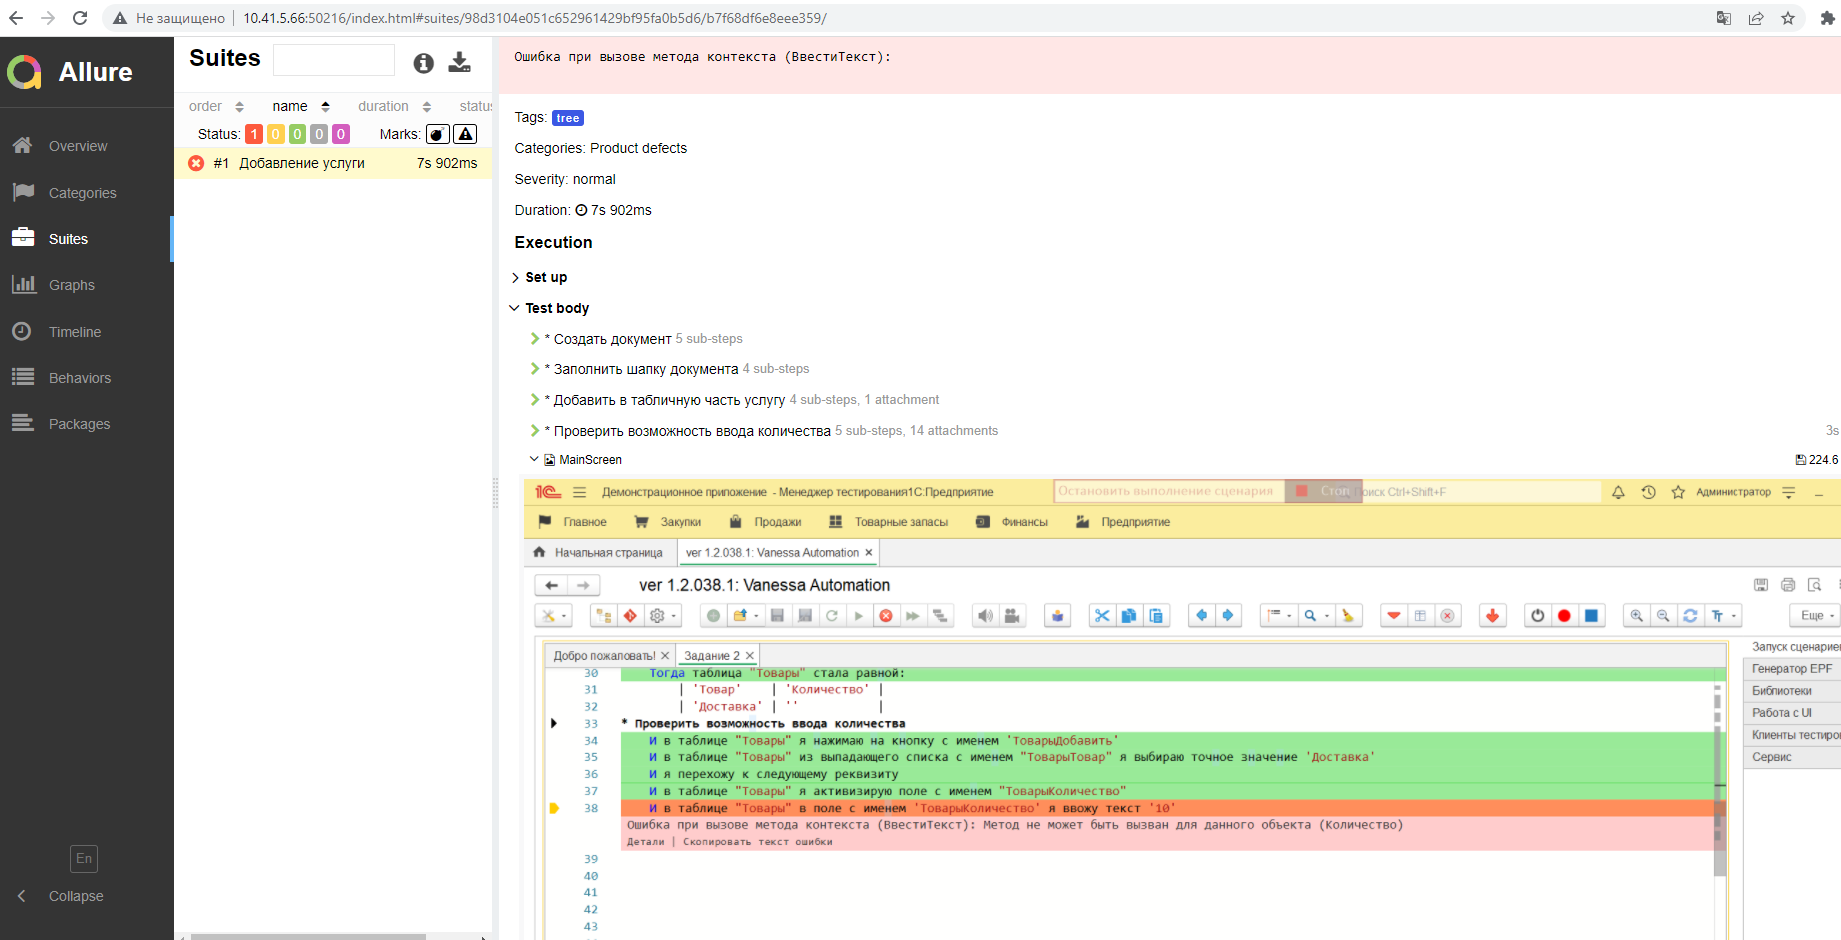 Не защищено 10.41.5.66:50216/index.html#suites/98d3104e051c652961429bf95fa0b5d6/b7f68df6e8eee359/
Allure
Overview
Categories
Suites
Graphs
Timeline
Behaviors
Packages
En
Collapse
Suites
order name duration status
Status: 1 0 0 0 0 Marks:
#1 Добавление услуги 7s 902ms
Ошибка при вызове метода контекста (ВвестиТекст):
Tags: tree
Categories: Product defects
Severity: normal
Duration: 7s 902ms
Execution
Set up
Test body
* Создать документ 5 sub-steps
* Заполнить шапку документа 4 sub-steps
* Добавить в табличную часть услугу 4 sub-steps, 1 attachment
* Проверить возможность ввода количества 5 sub-steps, 14 attachments 3s
MainScreen 224.6
1С Демонстрационное приложение - Менеджер тестирования1С:Предприятие Остановить выполнение сценария Стоп Поиск Ctrl+Shift+F Администратор
Главное Закупки Продажи Товарные запасы Финансы Предприятие
Начальная страница ver 1.2.038.1: Vanessa Automation
ver 1.2.038.1: Vanessa Automation
Еще
Добро пожаловать! Задание 2
30 Тогда таблица "Товары" стала равной:
31 | 'Товар' | 'Количество' |
32 | 'Доставка' | '' |
33 * Проверить возможность ввода количества
34 И в таблице "Товары" я нажимаю на кнопку с именем 'ТоварыДобавить'
35 И в таблице "Товары" из выпадающего списка с именем "ТоварыТовар" я выбираю точное значение 'Доставка'
36 И я перехожу к следующему реквизиту
37 И в таблице "Товары" я активизирую поле с именем "ТоварыКоличество"
38 И в таблице "Товары" в поле с именем 'ТоварыКоличество' я ввожу текст '10'
Ошибка при вызове метода контекста (ВвестиТекст): Метод не может быть вызван для данного объекта (Количество)
Детали | Скопировать текст ошибки
39
40
41
42
43
Запуск сценариев
Генератор EPF
Библиотеки
Работа с UI
Клиенты тестиро
Сервис